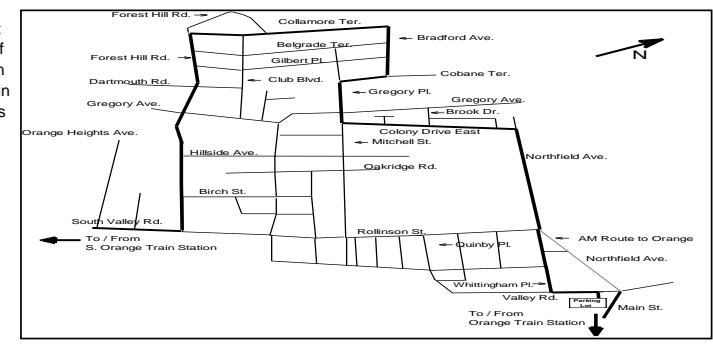 Forest Hill Rd.
Collamore Ter.
Bradford Ave.
Belgrade Ter.
Forest Hill Rd.
Gilbert Pl.
N
Dartmouth Rd.
Club Blvd.
Cobane Ter.
Gregory Pl.
Gregory Ave.
Gregory Ave.
Brook Dr.
Orange Heights Ave.
Colony Drive East
Mitchell St.
Hillside Ave.
Northfield Ave.
Oakridge Rd.
Birch St.
South Valley Rd.
Rollinson St.
To / From
S. Orange Train Station
Quinby Pl.
AM Route to Orange
Northfield Ave.
Whittingham Pl.
Valley Rd.
Parking
Lot
Main St.
To / From
Orange Train Station